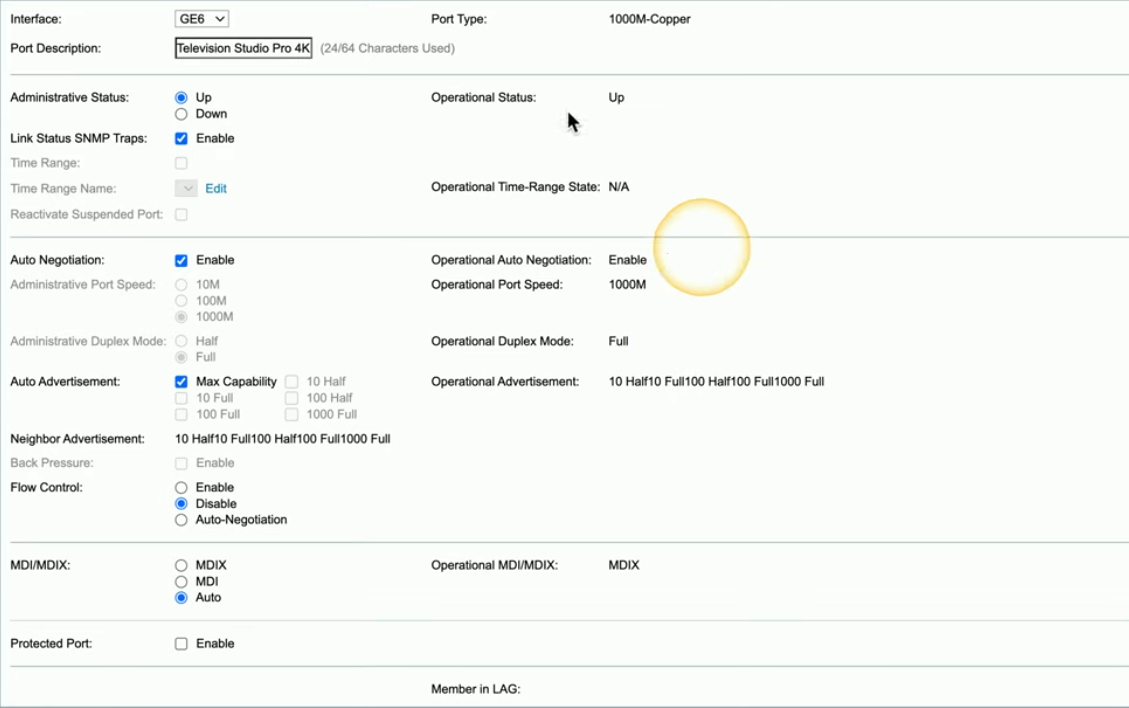 Interface: GE6 Port Type: 1000M-Copper
Port Description: Television Studio Pro 4K (24/64 Characters Used)
Administrative Status: Up Operational Status: Up
Down
Link Status SNMP Traps: Enable
Time Range:
Time Range Name: Edit Operational Time-Range State: N/A
Reactivate Suspended Port:
Auto Negotiation: Enable Operational Auto Negotiation: Enable
Administrative Port Speed: 10M Operational Port Speed: 1000M
100M
1000M
Administrative Duplex Mode: Half Operational Duplex Mode: Full
Full
Auto Advertisement: Max Capability 10 Half Operational Advertisement: 10 Half10 Full100 Half100 Full1000 Full
10 Full 100 Half
100 Full 1000 Full
Neighbor Advertisement: 10 Half10 Full100 Half100 Full1000 Full
Back Pressure: Enable
Flow Control: Enable
Disable
Auto-Negotiation
MDI/MDIX: MDIX Operational MDI/MDIX: MDIX
MDI
Auto
Protected Port: Enable
Member in LAG: